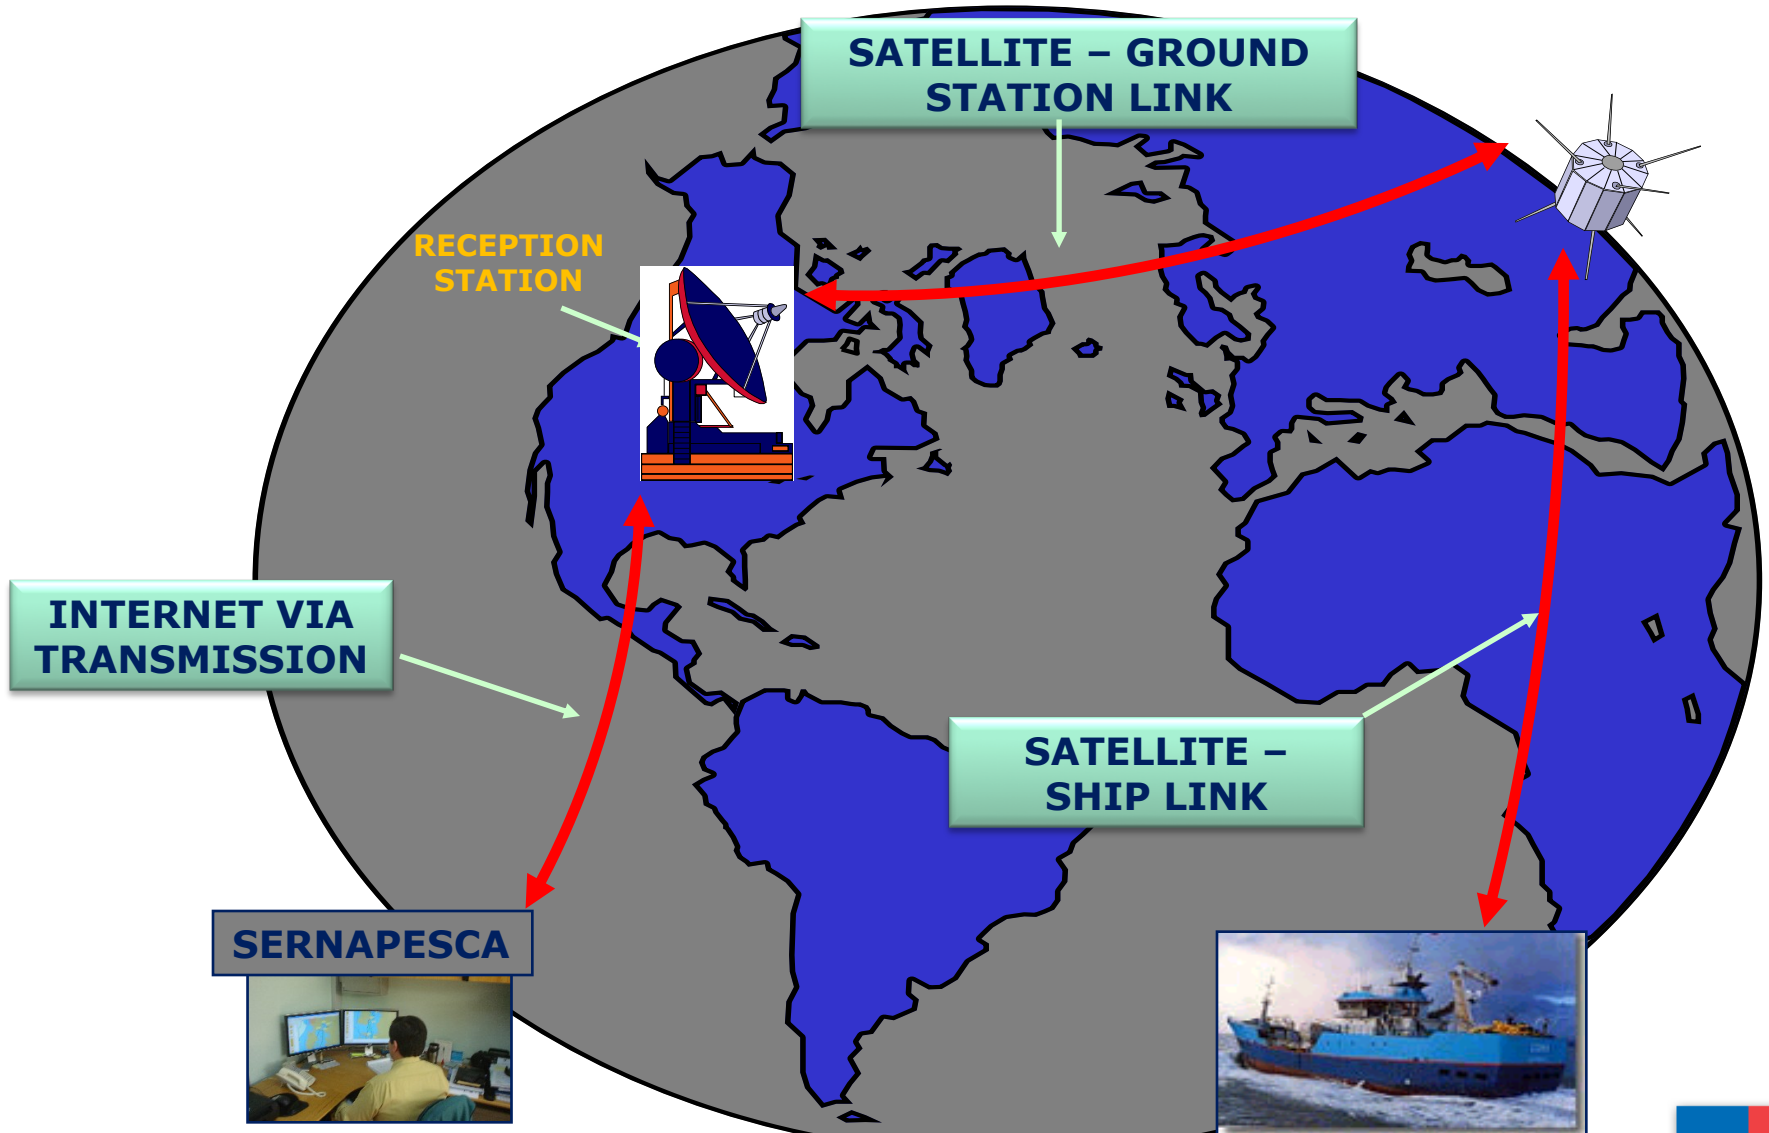 SATELLITE – GROUND
STATION LINK
RECEPTION
STATION
INTERNET VIA
TRANSMISSION
SATELLITE –
SHIP LINK
SERNAPESCA